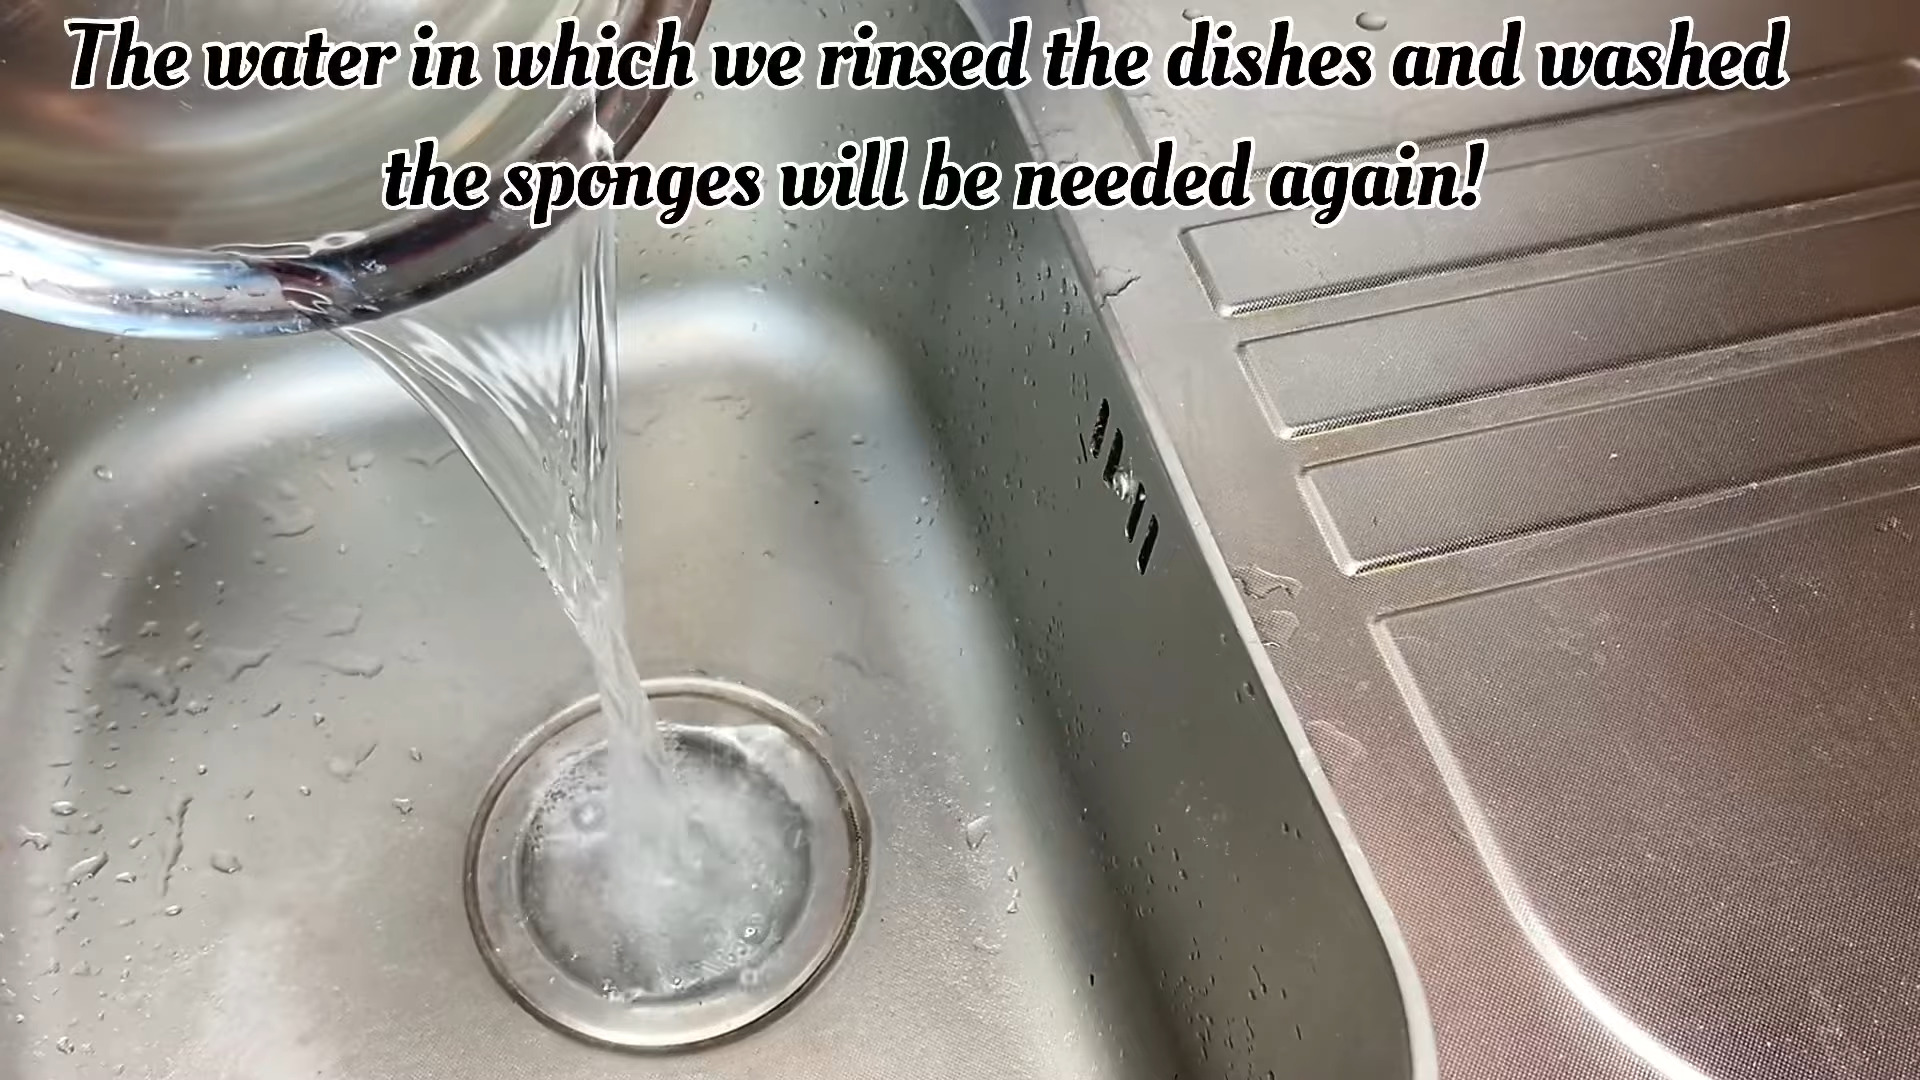 The water in which we rinsed the dishes and washed
the sponges will be needed again!